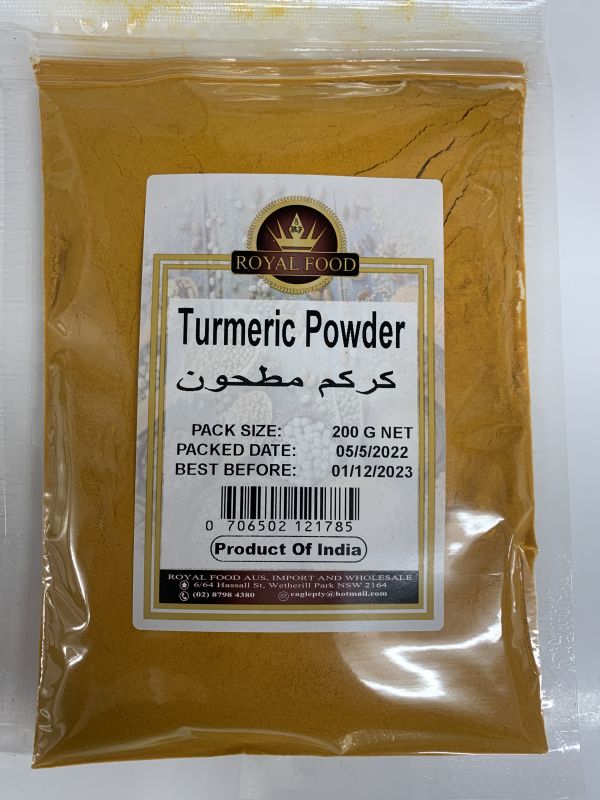 ROYAL FOOD
Turmeric Powder
كركم مطحون
PACK SIZE: 200 G NET
PACKED DATE: 05/5/2022
BEST BEFORE: 01/12/2023
0 706502 121785
Product Of India
ROYAL FOOD AUS, IMPORT AND WHOLESALE
6/64 Hassall St, Wetherill Park NSW 2164
(02) 8798 4380 eaglepty@hotmail.com